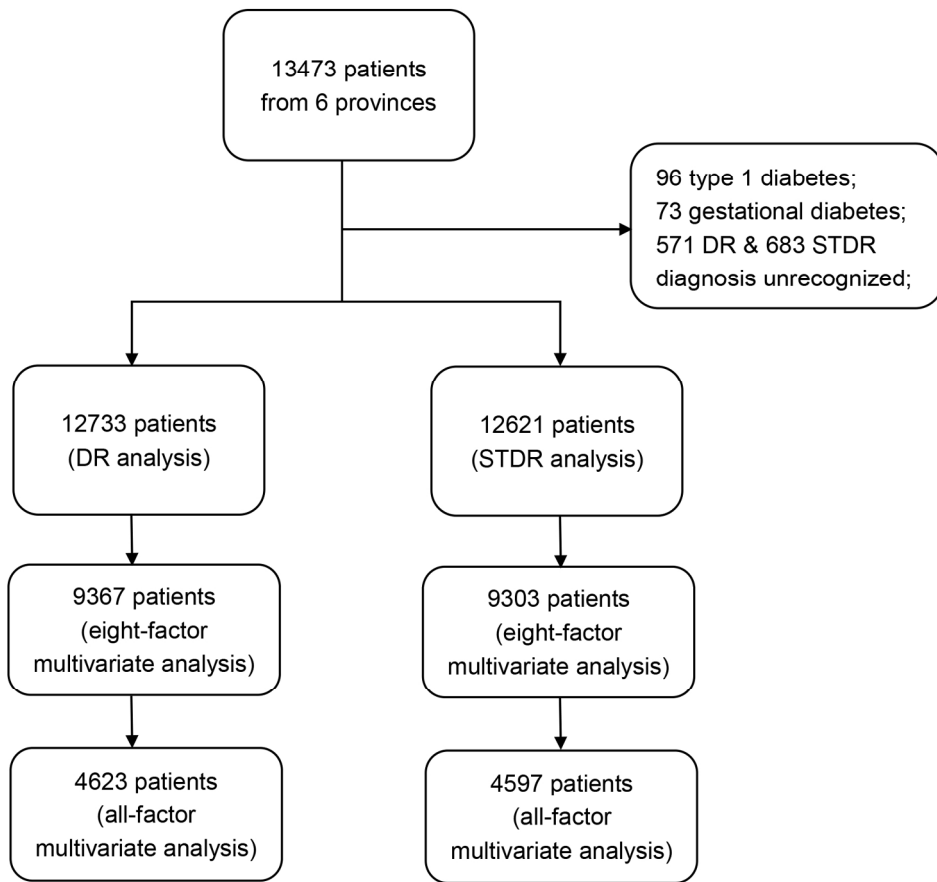 13473 patients
from 6 provinces
96 type 1 diabetes;
73 gestational diabetes;
571 DR & 683 STDR
diagnosis unrecognized;
12733 patients
(DR analysis)
12621 patients
(STDR analysis)
9367 patients
(eight-factor
multivariate analysis)
9303 patients
(eight-factor
multivariate analysis)
4623 patients
(all-factor
multivariate analysis)
4597 patients
(all-factor
multivariate analysis)